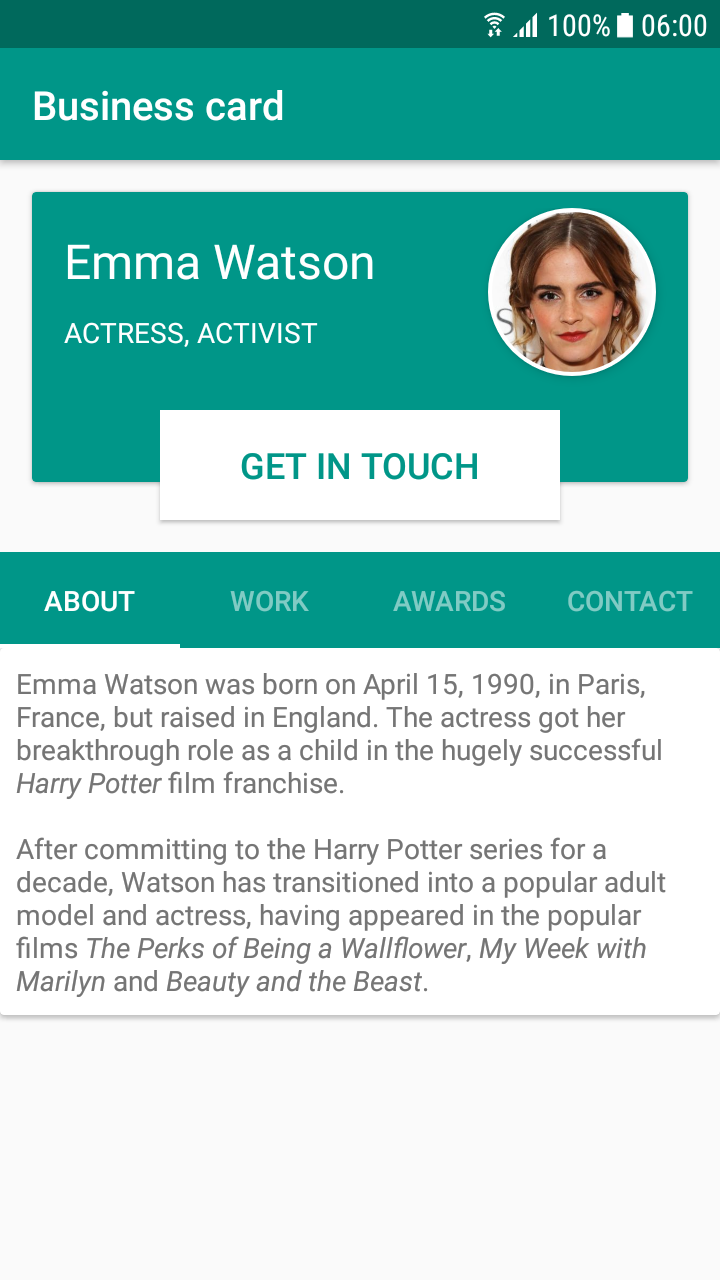 100% 06:00
Business card
Emma Watson
ACTRESS, ACTIVIST
GET IN TOUCH
ABOUT WORK AWARDS CONTACT
Emma Watson was born on April 15, 1990, in Paris,
France, but raised in England. The actress got her
breakthrough role as a child in the hugely successful
Harry Potter film franchise.
After committing to the Harry Potter series for a
decade, Watson has transitioned into a popular adult
model and actress, having appeared in the popular
films The Perks of Being a Wallflower, My Week with
Marilyn and Beauty and the Beast.